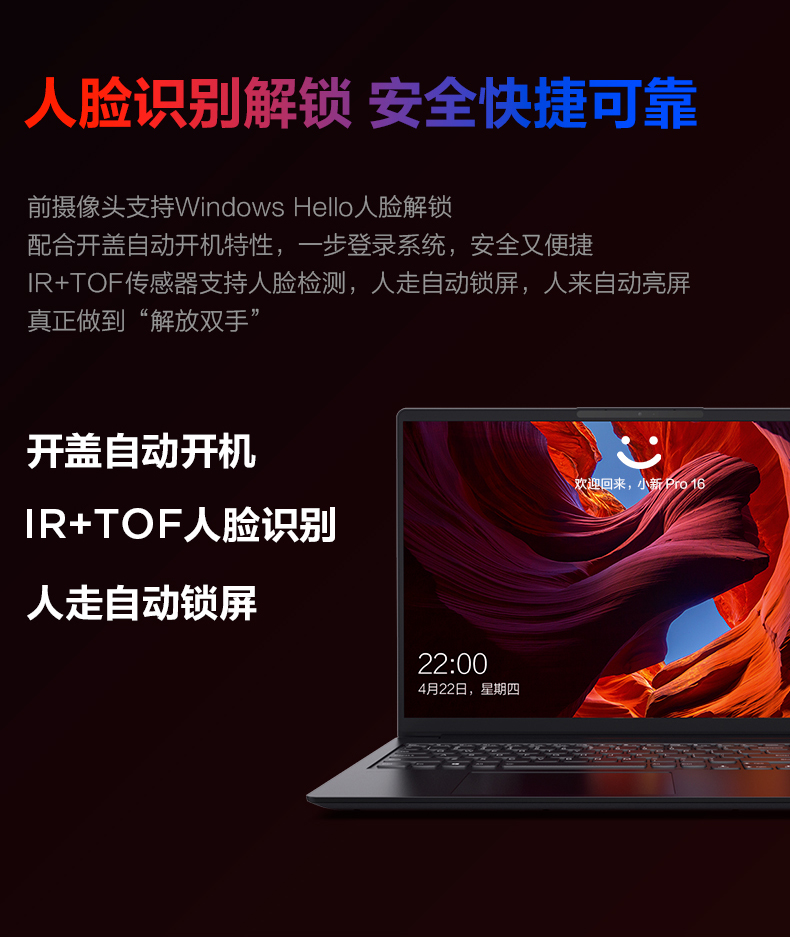 人脸识别解锁 安全快捷可靠
前摄像头支持Windows Hello人脸解锁
配合开盖自动开机特性，一步登录系统，安全又便捷
IR+TOF传感器支持人脸检测，人走自动锁屏，人来自动亮屏
真正做到“解放双手”
开盖自动开机
IR+TOF人脸识别
人走自动锁屏
欢迎回来，小新 Pro 16
22:00
4月22日，星期四